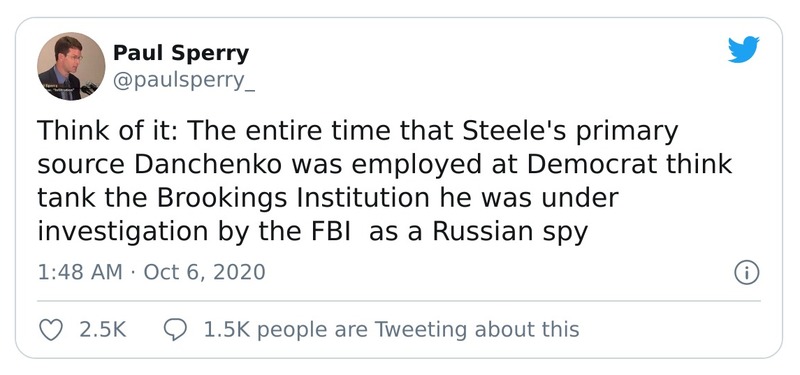 Paul Sperry
@paulsperry_
Think of it: The entire time that Steele's primary
source Danchenko was employed at Democrat think
tank the Brookings Institution he was under
investigation by the FBI  as a Russian spy
1:48 AM · Oct 6, 2020
2.5K
1.5K people are Tweeting about this